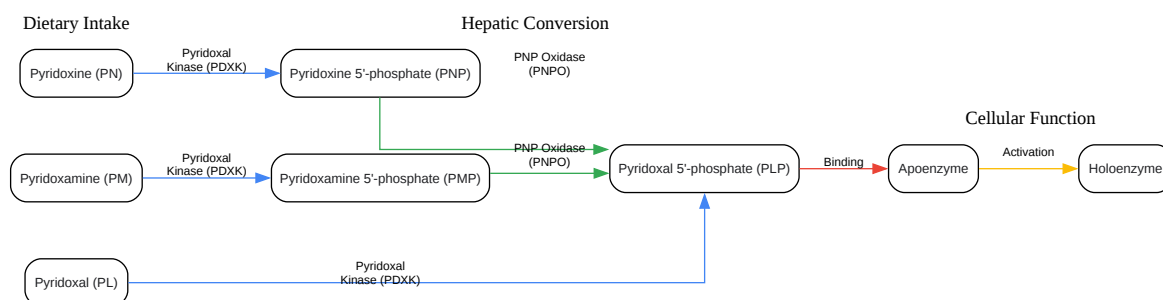 Dietary Intake
Hepatic Conversion
Pyridoxine (PN)
Pyridoxal
Kinase (PDXK)
Pyridoxine 5'-phosphate (PNP)
PNP Oxidase
(PNPO)
Cellular Function
Pyridoxamine (PM)
Pyridoxal
Kinase (PDXK)
Pyridoxamine 5'-phosphate (PMP)
PNP Oxidase
(PNPO)
Pyridoxal 5'-phosphate (PLP)
Binding
Apoenzyme
Activation
Holoenzyme
Pyridoxal (PL)
Pyridoxal
Kinase (PDXK)